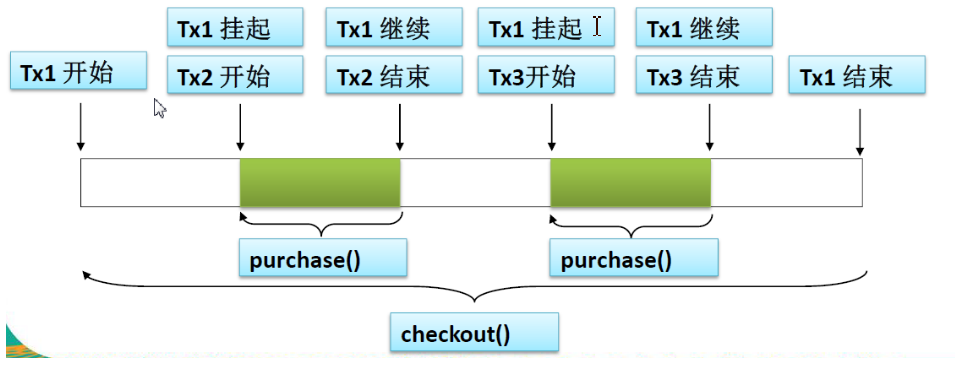 Tx1 挂起
Tx1 继续
Tx1 挂起
Tx1 继续
Tx1 开始
Tx2 开始
Tx2 结束
Tx3开始
Tx3 结束
Tx1 结束
purchase()
purchase()
checkout()